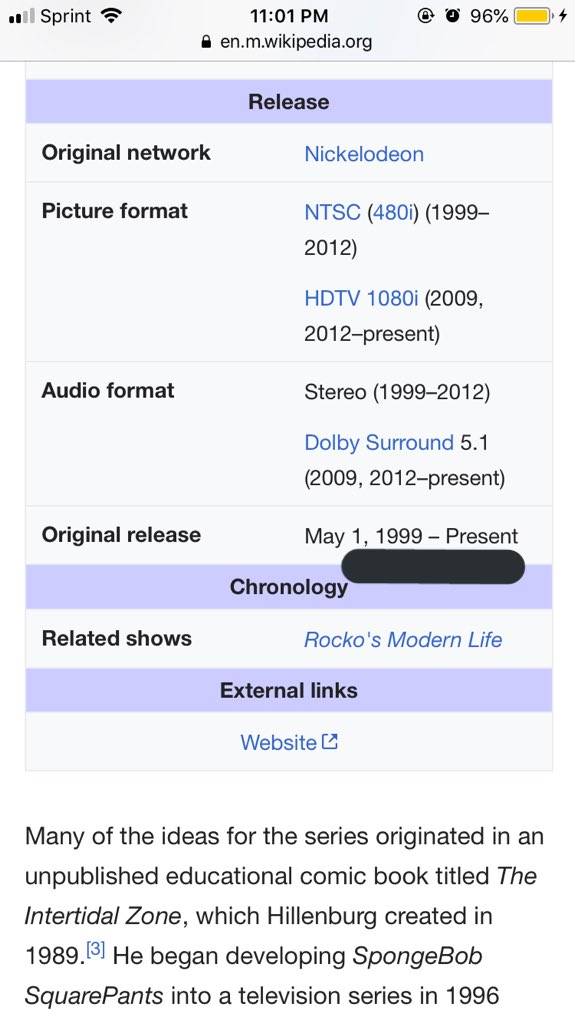 Sprint 11:01 PM 96%
en.m.wikipedia.org
Release
Original network Nickelodeon
Picture format NTSC (480i) (1999–
2012)
HDTV 1080i (2009,
2012–present)
Audio format Stereo (1999–2012)
Dolby Surround 5.1
(2009, 2012–present)
Original release May 1, 1999 – Present
Chronology
Related shows Rocko's Modern Life
External links
Website
Many of the ideas for the series originated in an
unpublished educational comic book titled The
Intertidal Zone, which Hillenburg created in
1989.[3] He began developing SpongeBob
SquarePants into a television series in 1996